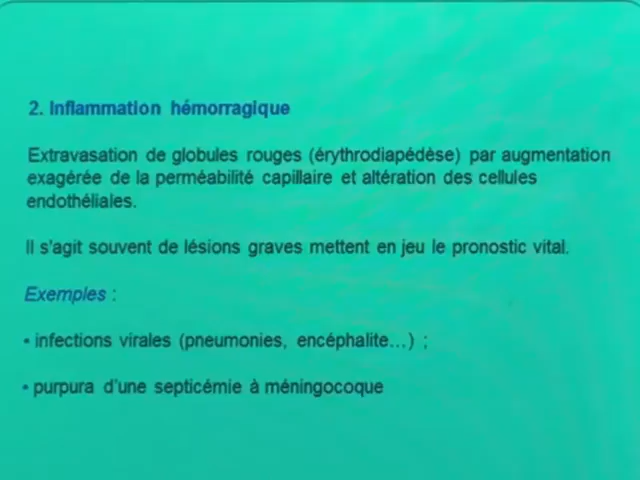 2. Inflammation hémorragique
Extravasation de globules rouges (érythrodiapédèse) par augmentation
exagérée de la perméabilité capillaire et altération des cellules
endothéliales.
Il s'agit souvent de lésions graves mettent en jeu le pronostic vital.
Exemples :
• infections virales (pneumonies, encéphalite...) ;
• purpura d'une septicémie à méningocoque